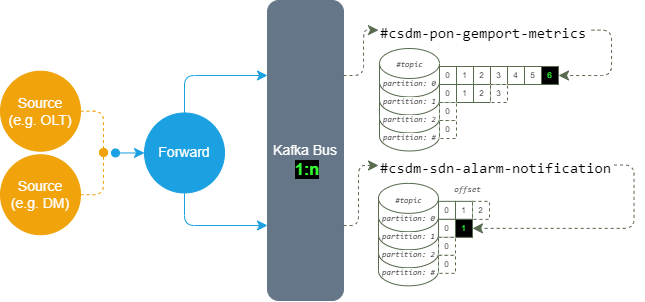 Source
(e.g. OLT)
Source
(e.g. DM)
Forward
Kafka Bus
1:n
#csdm-pon-gemport-metrics
#topic
partition: 0
partition: 1
partition: 2
partition: #
0 1 2 3 4 5 6
0 1 2 3
0
0
#csdm-sdn-alarm-notification
offset
#topic
partition: 0
partition: 1
partition: 2
partition: #
0 1 2
0 1
0
0